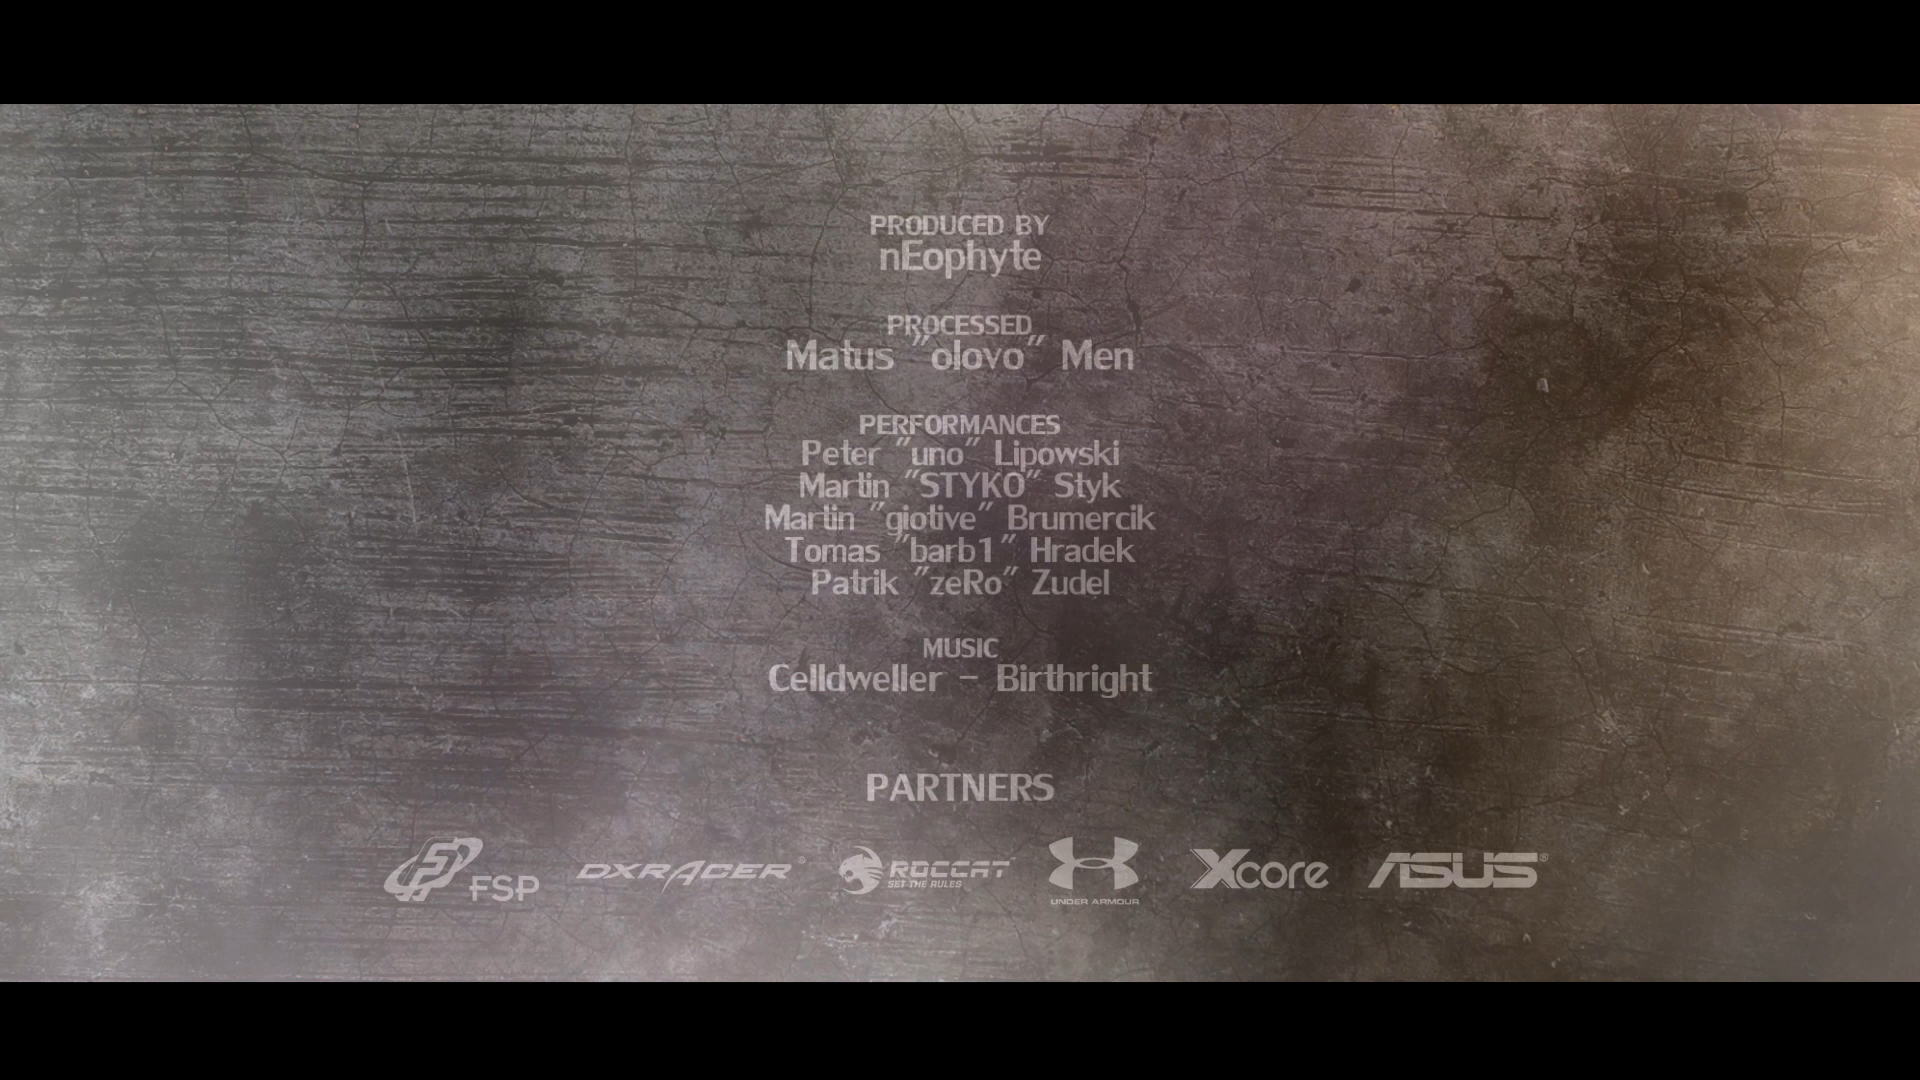 PRODUCED BY
nEophyte
PROCESSED
Matus "olovo" Men
PERFORMANCES
Peter "uno" Lipowski
Martin "STYKO" Styk
Martin "giotive" Brumercik
Tomas "barb1" Hradek
Patrik "zeRo" Zudel
MUSIC
Celldweller - Birthright
PARTNERS
FSP DXRACER® ROCCAT™ SET THE RULES UNDER ARMOUR Xcore ASUS®